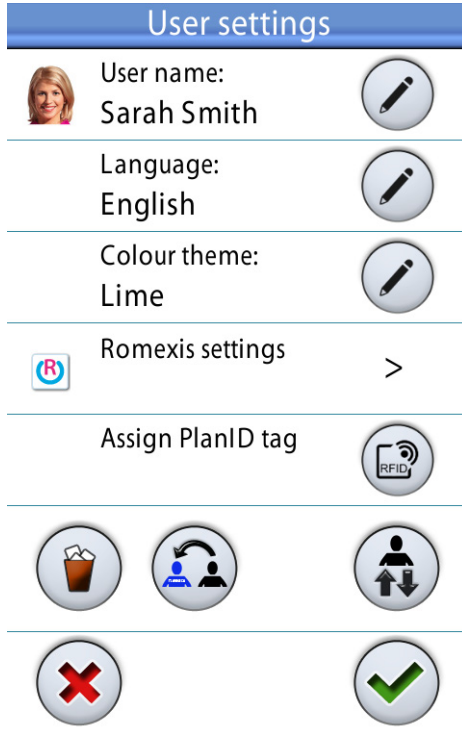 User settings
User name:
Sarah Smith
Language:
English
Colour theme:
Lime
R
Romexis settings
>
Assign PlanID tag
RFID